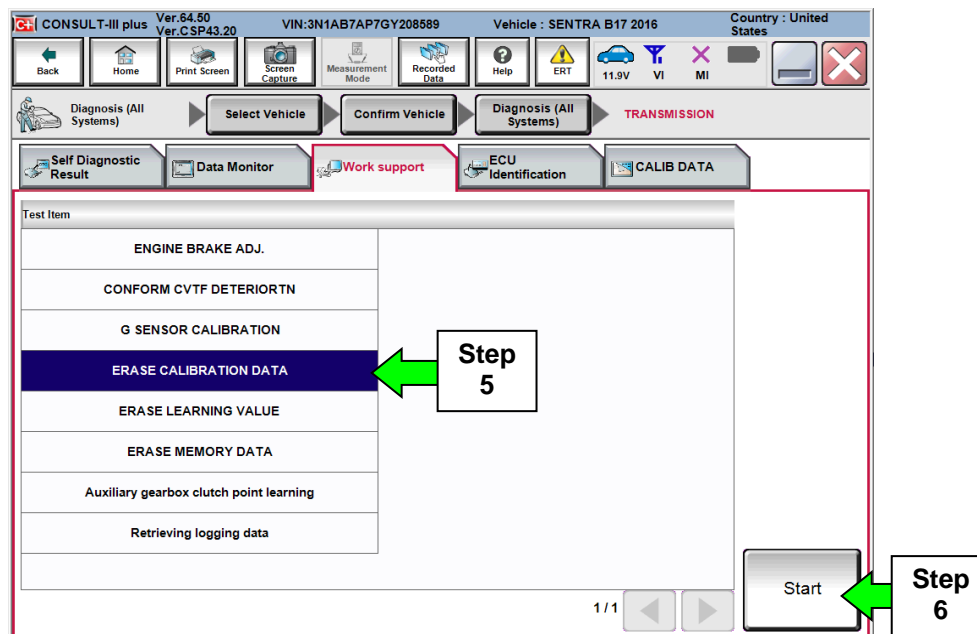 CONSULT-III plus Ver.64.50 VIN:3N1AB7AP7GY208589 Vehicle : SENTRA B17 2016 Country : United
Ver.CSP43.20 States
Back Home Print Screen Screen Capture Measurement Mode Recorded Data Help ERT 11.9V VI MI
Diagnosis (All Systems) Select Vehicle Confirm Vehicle Diagnosis (All Systems) TRANSMISSION
Self Diagnostic Result Data Monitor Work support ECU Identification CALIB DATA
Test Item
ENGINE BRAKE ADJ.
CONFORM CVTF DETERIORTN
G SENSOR CALIBRATION
ERASE CALIBRATION DATA
Step
5
ERASE LEARNING VALUE
ERASE MEMORY DATA
Auxiliary gearbox clutch point learning
Retrieving logging data
Start
Step
6
1/1